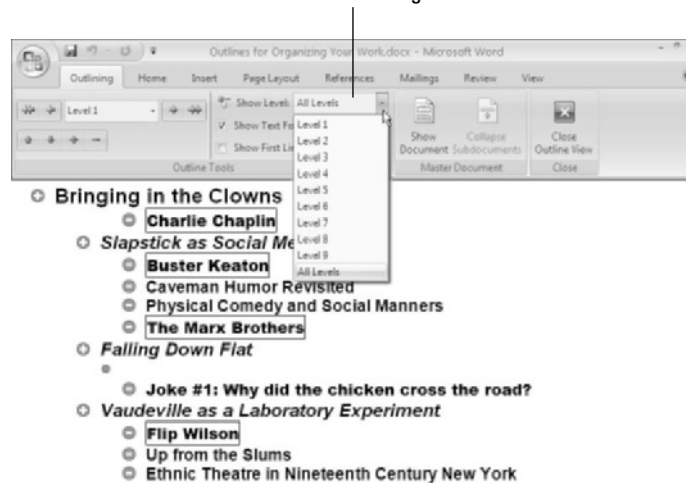 Outlines for Organizing Your Work.docx - Microsoft Word
Outlining Home Insert Page Layout References Mailings Review View
Level 1
Show Level: All Levels
Show Text Fo
Show First Lin
Outline Tools
Show Document
Collapse Subdocuments
Master Document
Close Outline View
Close
Level 1
Level 2
Level 3
Level 4
Level 5
Level 6
Level 7
Level 8
Level 9
All Levels
Bringing in the Clowns
Charlie Chaplin
Slapstick as Social Me
Buster Keaton
Caveman Humor Revisited
Physical Comedy and Social Manners
The Marx Brothers
Falling Down Flat
Joke #1: Why did the chicken cross the road?
Vaudeville as a Laboratory Experiment
Flip Wilson
Up from the Slums
Ethnic Theatre in Nineteenth Century New York